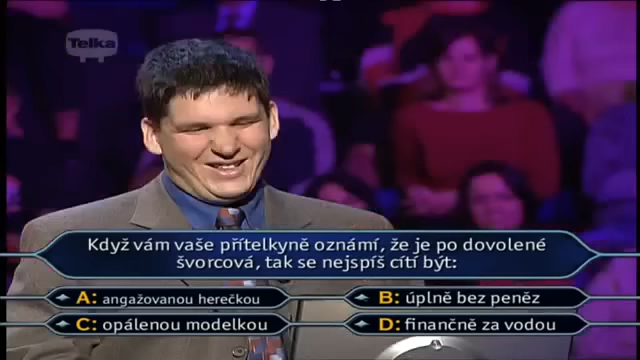 Telka
Když vám vaše přítelkyně oznámí, že je po dovolené
švorcová, tak se nejspíš cítí být:
A: angažovanou herečkou
B: úplně bez peněz
C: opálenou modelkou
D: finančně za vodou